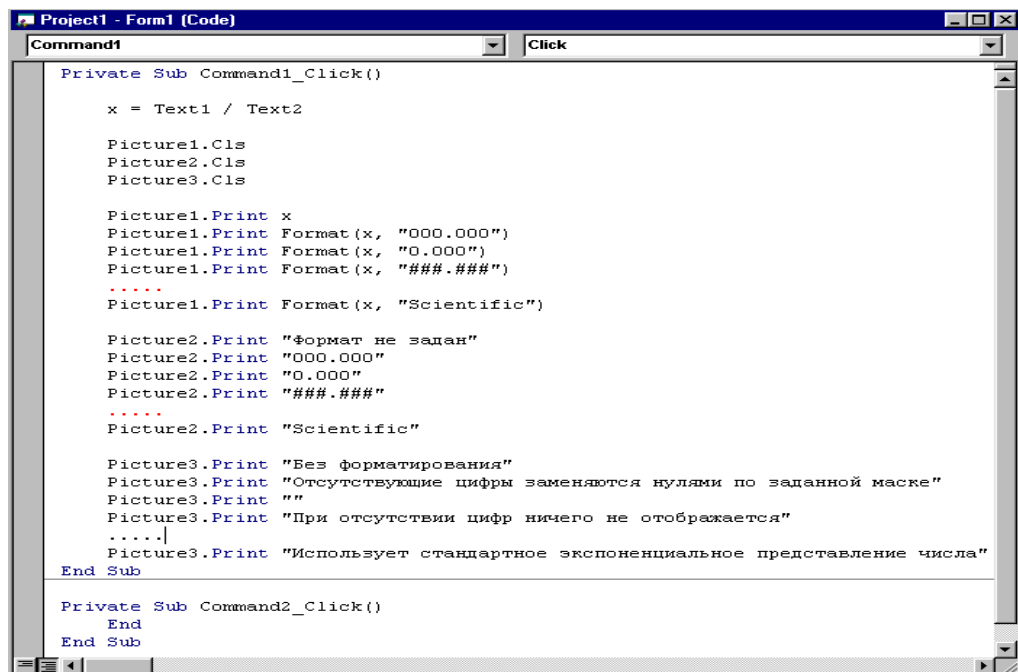 Project1 - Form1 (Code)
Command1 Click
Private Sub Command1_Click()
x = Text1 / Text2
Picture1.Cls
Picture2.Cls
Picture3.Cls
Picture1.Print x
Picture1.Print Format(x, "000.000")
Picture1.Print Format(x, "0.000")
Picture1.Print Format(x, "###.###")
.....
Picture1.Print Format(x, "Scientific")
Picture2.Print "Формат не задан"
Picture2.Print "000.000"
Picture2.Print "0.000"
Picture2.Print "###.###"
.....
Picture2.Print "Scientific"
Picture3.Print "Без форматирования"
Picture3.Print "Отсутствующие цифры заменяются нулями по заданной маске"
Picture3.Print ""
Picture3.Print "При отсутствии цифр ничего не отображается"
.....
Picture3.Print "Использует стандартное экспоненциальное представление числа"
End Sub
Private Sub Command2_Click()
End
End Sub